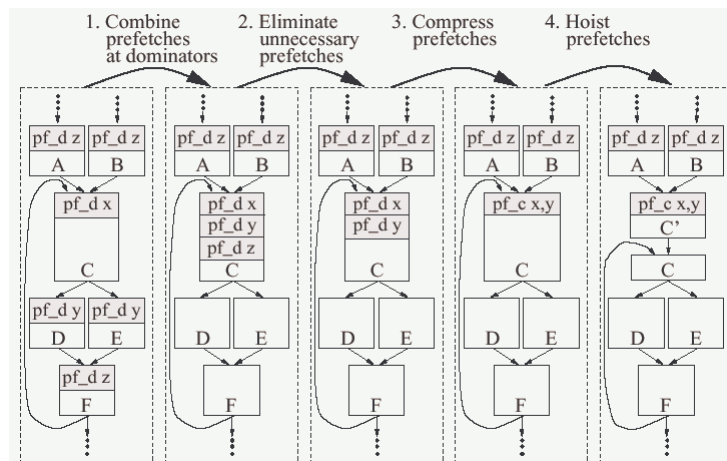 1. Combine
prefetches
at dominators
2. Eliminate
unnecessary
prefetches
3. Compress
prefetches
4. Hoist
prefetches
pf_d z
pf_d z
A
B
pf_d x
C
pf_d y
pf_d y
D
E
pf_d z
F
pf_d z
pf_d z
A
B
pf_d x
pf_d y
pf_d z
C
D
E
F
pf_d z
pf_d z
A
B
pf_d x
pf_d y
C
D
E
F
pf_d z
pf_d z
A
B
pf_c x,y
C
D
E
F
pf_d z
pf_d z
A
B
pf_c x,y
C'
C
D
E
F